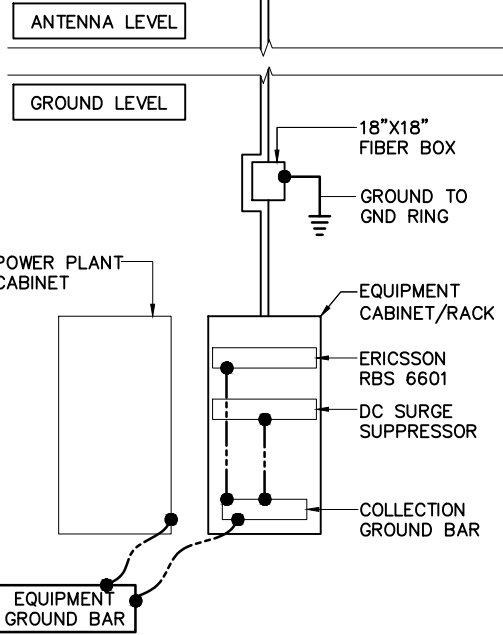 ANTENNA LEVEL
GROUND LEVEL
18"X18"
FIBER BOX
GROUND TO
GND RING
POWER PLANT
CABINET
EQUIPMENT
CABINET/RACK
ERICSSON
RBS 6601
DC SURGE
SUPPRESSOR
COLLECTION
GROUND BAR
EQUIPMENT
GROUND BAR